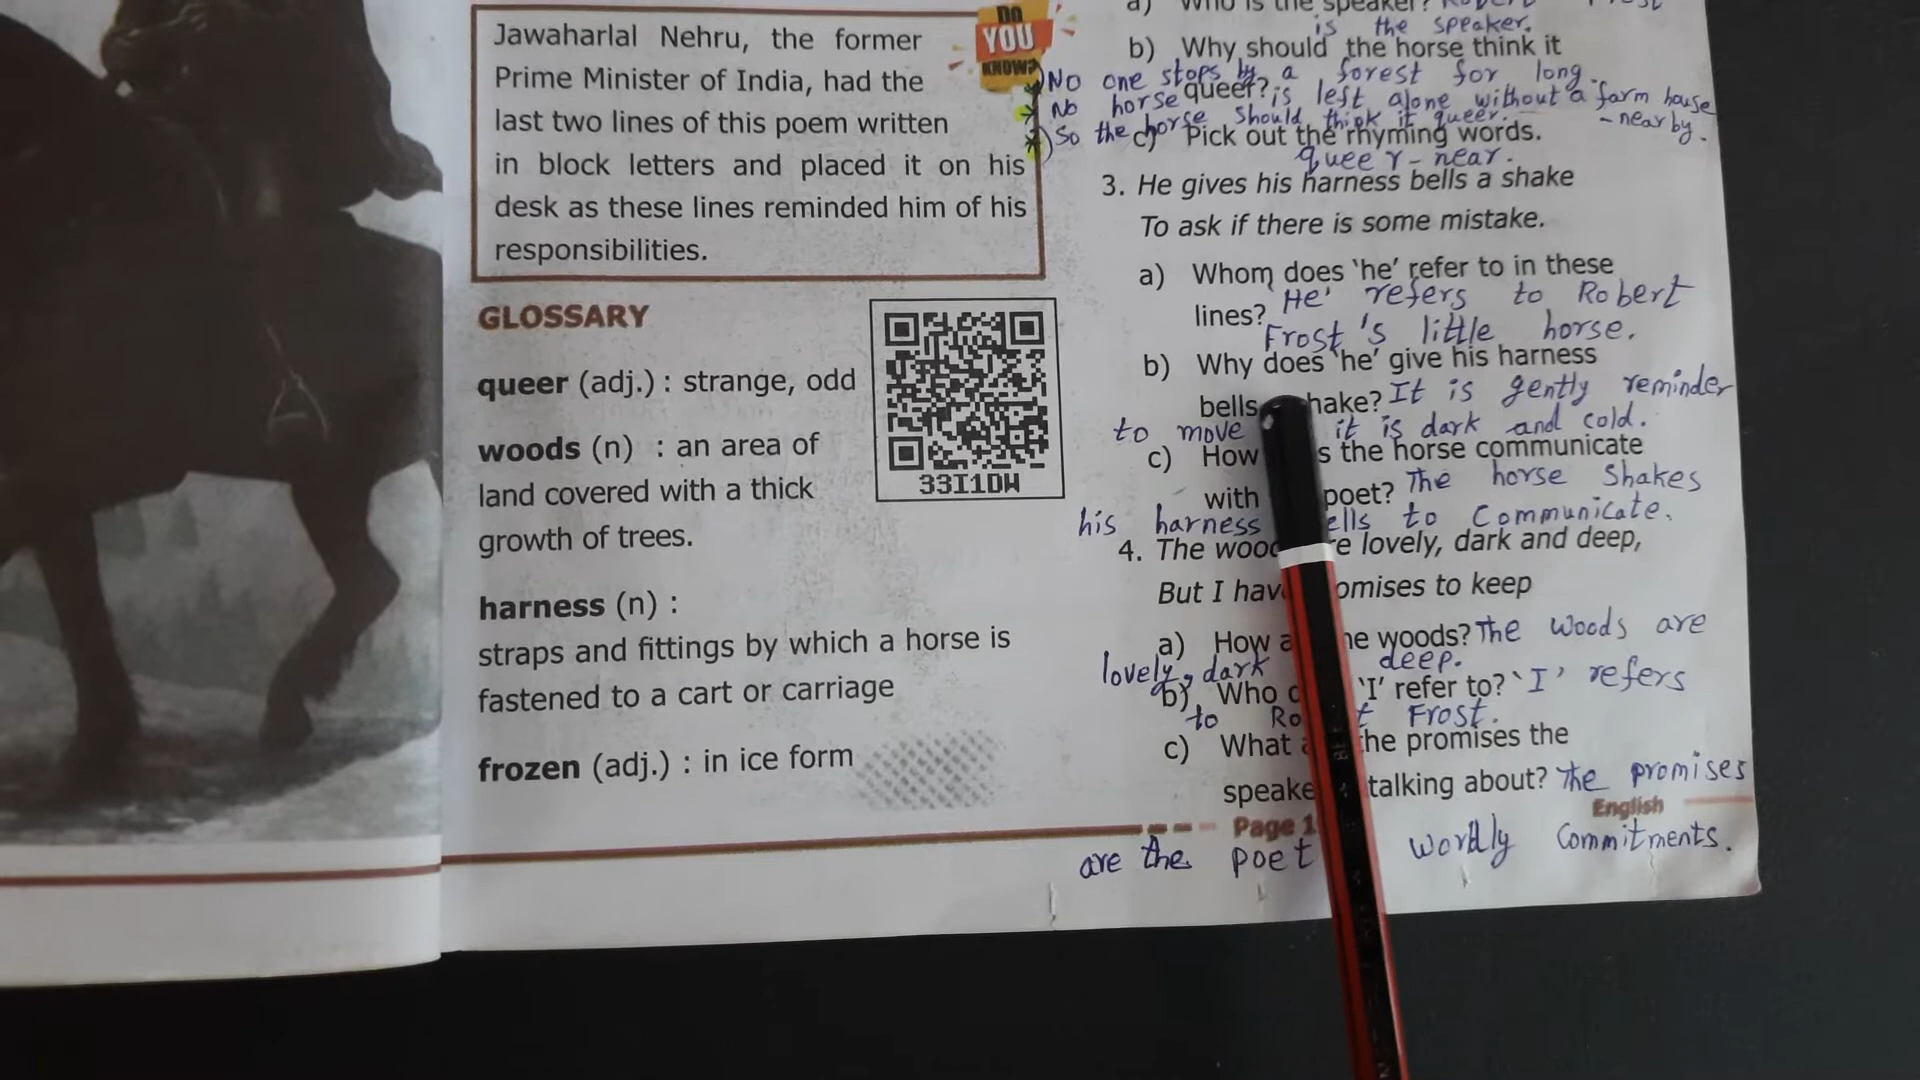 Jawaharlal Nehru, the former
Prime Minister of India, had the
last two lines of this poem written
in block letters and placed it on his
desk as these lines reminded him of his
responsibilities.
DO
YOU
KNOW?
GLOSSARY
queer (adj.) : strange, odd
woods (n) : an area of
land covered with a thick
growth of trees.
harness (n) :
straps and fittings by which a horse is
fastened to a cart or carriage
frozen (adj.) : in ice form
33I1DW
a) Who is the speaker?
is the speaker.
b) Why should the horse think it
No one stops by a forest for long.
queer?
No horse is left alone without a farm house
- nearby.
So the horse should think it queer.
c) Pick out the rhyming words.
queer - near.
3. He gives his harness bells a shake
To ask if there is some mistake.
a) Whom does 'he' refer to in these
lines? He' refers to Robert
Frost's little horse.
b) Why does 'he' give his harness
bells hake? It is gently reminder
to move it is dark and cold.
c) How s the horse communicate
with poet? The horse shakes
his harness ells to communicate.
4. The woo e lovely, dark and deep,
But I hav omises to keep
a) How a he woods? The woods are
lovely, dark deep.
b) Who 'I' refer to? 'I' refers
to Ro t Frost.
c) What he promises the
speake talking about? The promises
English
Page 1
are the poet wordly commitments.